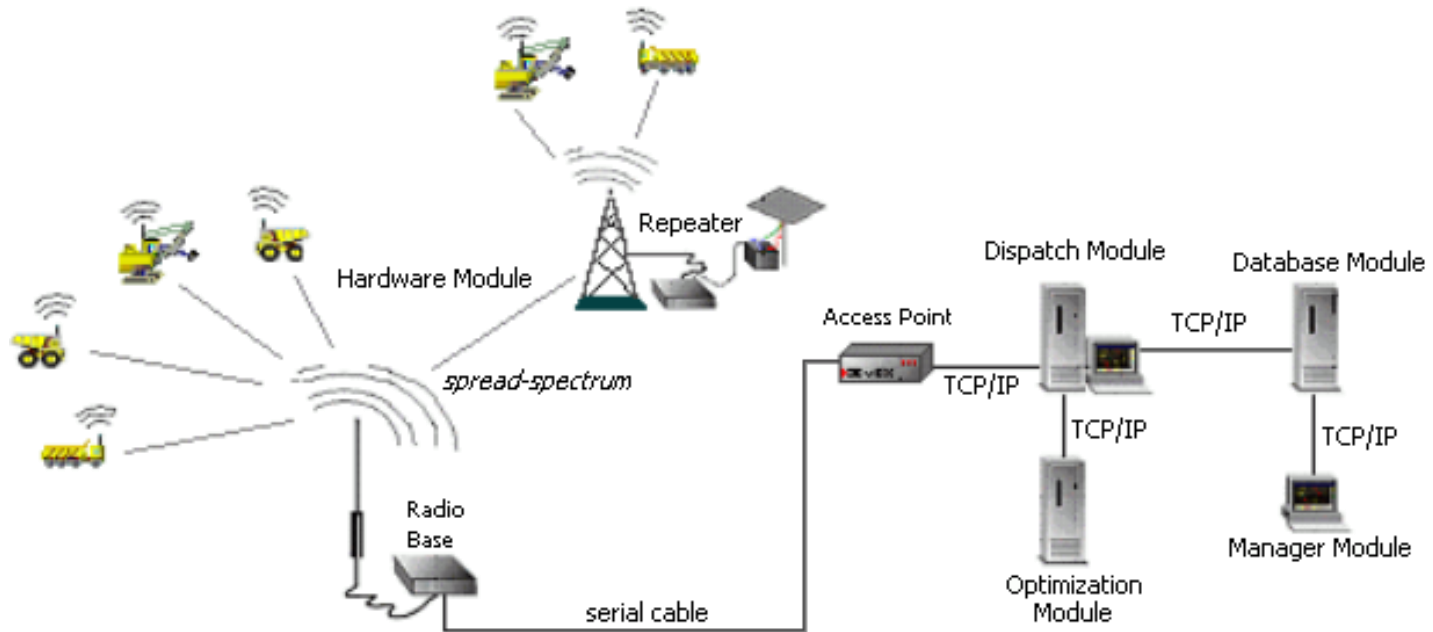 Repeater
Hardware Module
Dispatch Module
Database Module
Access Point
TCP/IP
spread-spectrum
TCP/IP
TCP/IP
TCP/IP
Radio
Base
Manager Module
Optimization
Module
serial cable